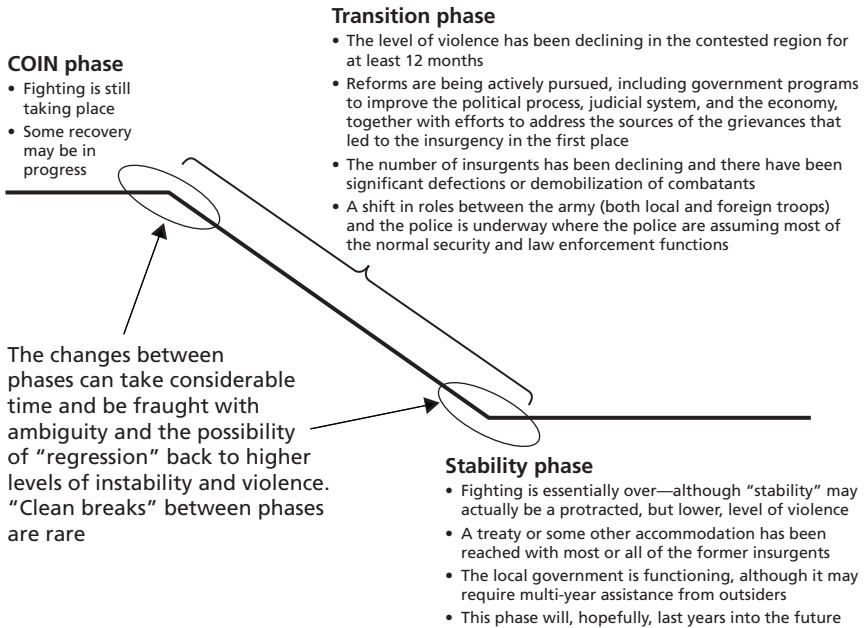 COIN phase
• Fighting is still
taking place
• Some recovery
may be in
progress
Transition phase
• The level of violence has been declining in the contested region for
at least 12 months
• Reforms are being actively pursued, including government programs
to improve the political process, judicial system, and the economy,
together with efforts to address the sources of the grievances that
led to the insurgency in the first place
• The number of insurgents has been declining and there have been
significant defections or demobilization of combatants
• A shift in roles between the army (both local and foreign troops)
and the police is underway where the police are assuming most of
the normal security and law enforcement functions
The changes between
phases can take considerable
time and be fraught with
ambiguity and the possibility
of “regression” back to higher
levels of instability and violence.
“Clean breaks” between phases
are rare
Stability phase
• Fighting is essentially over—although “stability” may
actually be a protracted, but lower, level of violence
• A treaty or some other accommodation has been
reached with most or all of the former insurgents
• The local government is functioning, although it may
require multi-year assistance from outsiders
• This phase will, hopefully, last years into the future